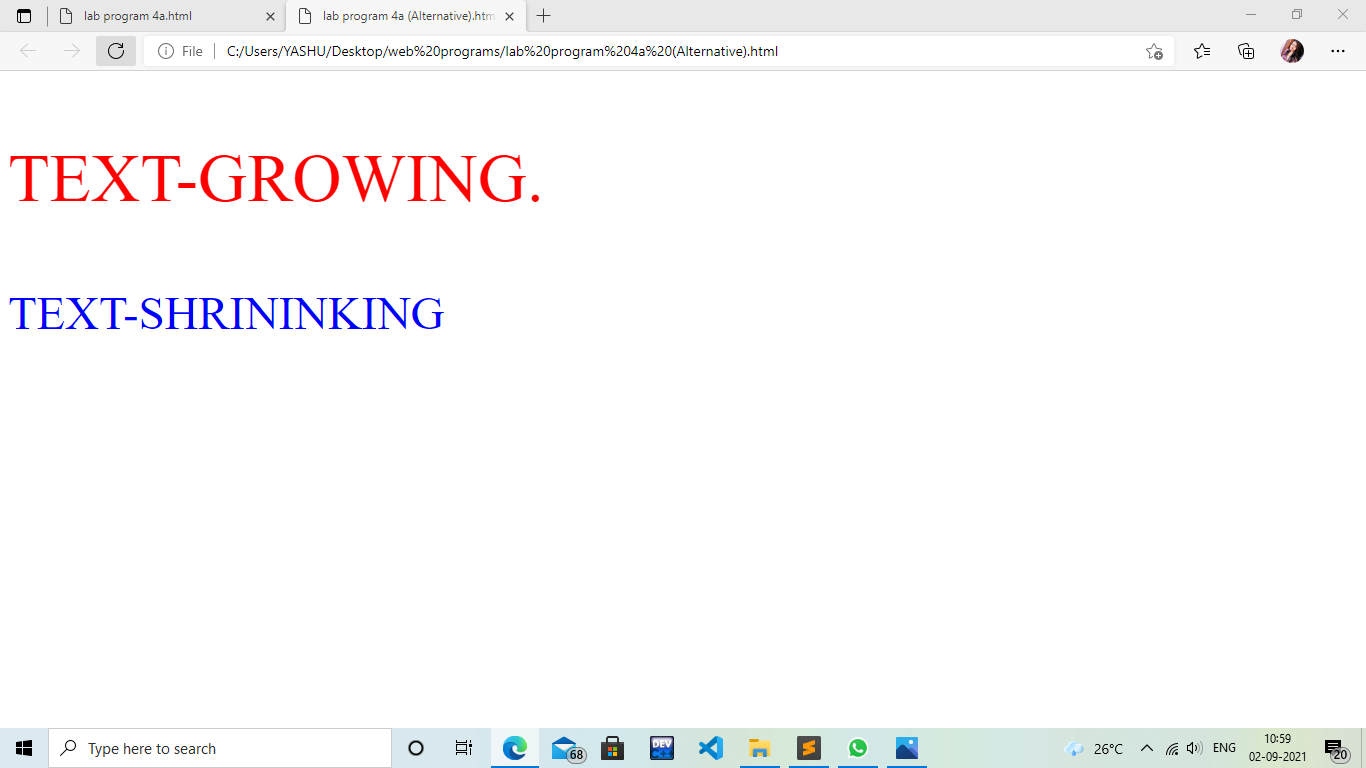 lab program 4a.html
lab program 4a (Alternative).htm
File
C:/Users/YASHU/Desktop/web%20programs/lab%20program%204a%20(Alternative).html
TEXT-GROWING.
TEXT-SHRININKING
Type here to search
68
DEV
26°C
ENG
10:59
02-09-2021
20